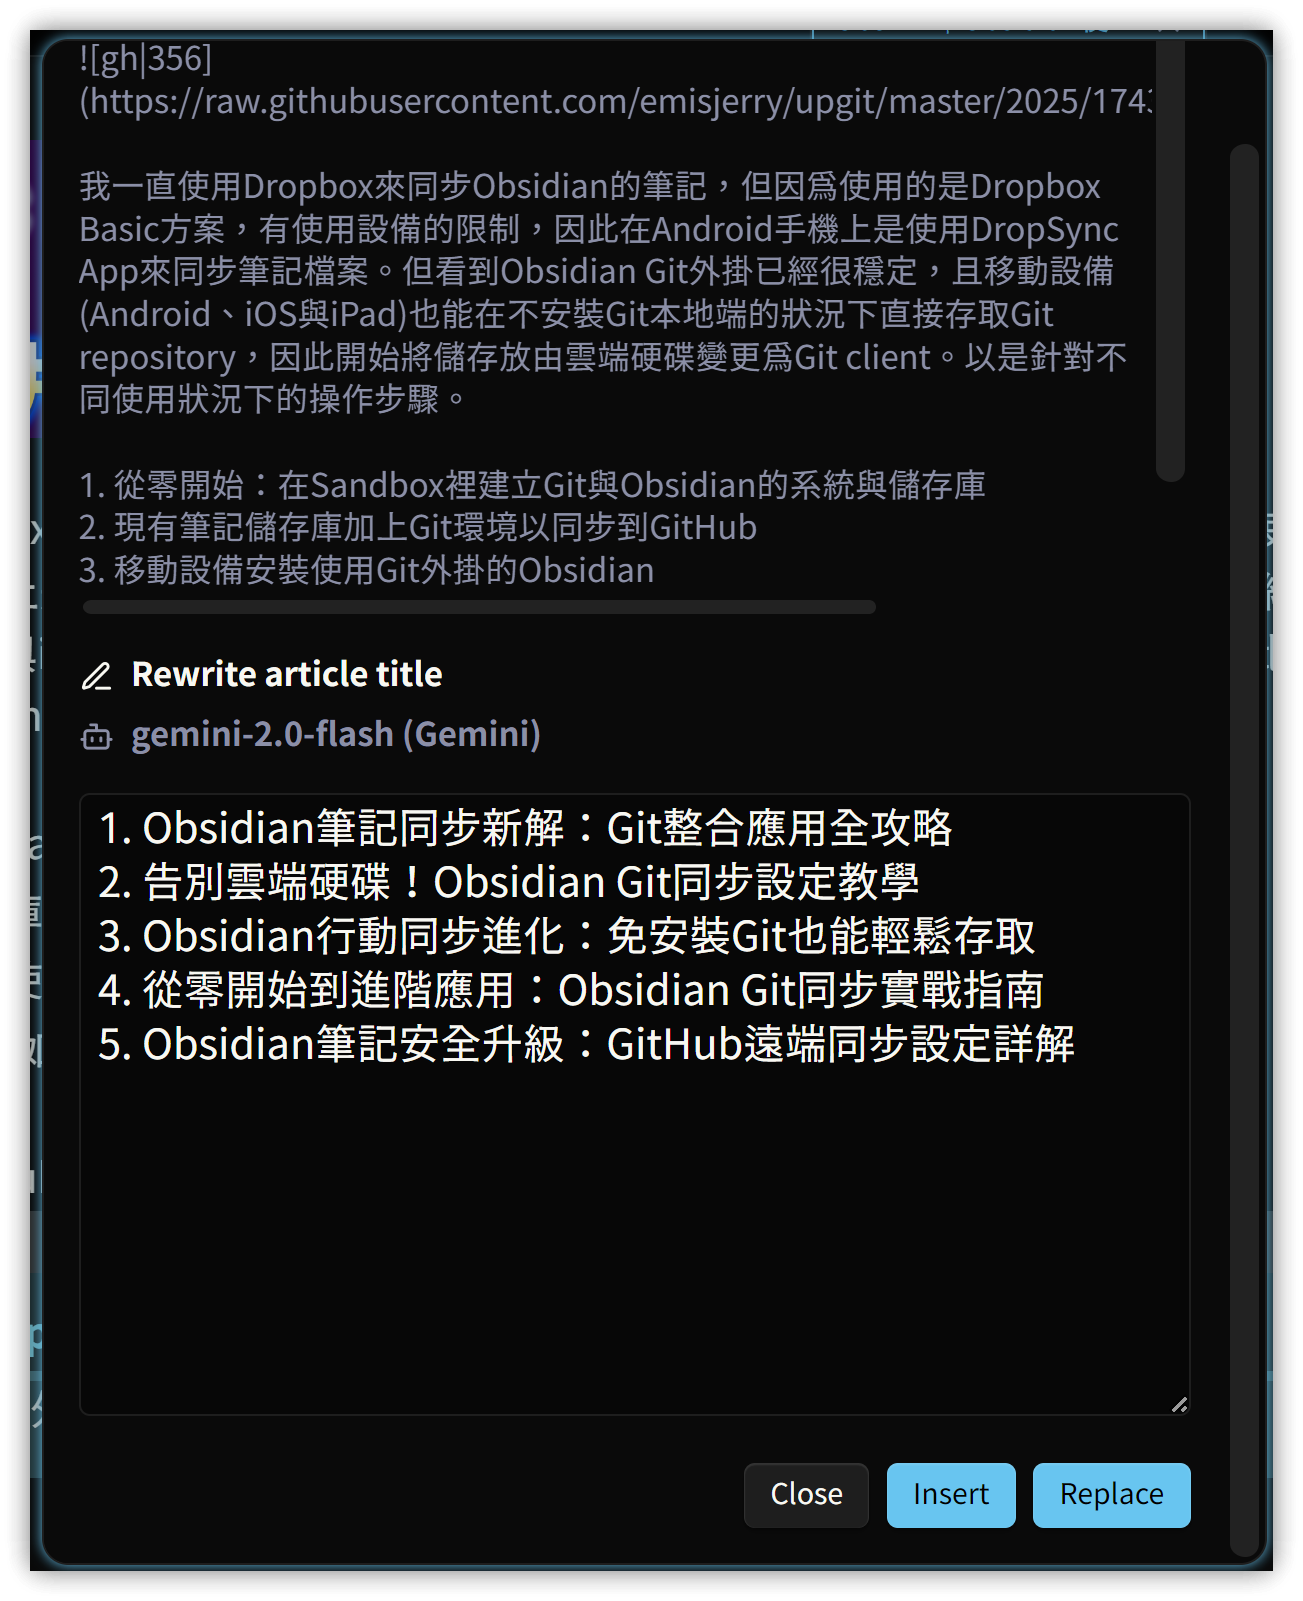 ![gh|356]
(https://raw.githubusercontent.com/emisjerry/upgit/master/2025/174
我一直使用Dropbox來同步Obsidian的筆記，但因爲使用的是Dropbox
Basic方案，有使用設備的限制，因此在Android手機上是使用DropSync
App來同步筆記檔案。但看到Obsidian Git外掛已經很穩定，且移動設備
(Android、iOS與iPad)也能在不安裝Git本地端的狀況下直接存取Git
repository，因此開始將儲存放由雲端硬碟變更爲Git client。以是針對不
同使用狀況下的操作步驟。
1. 從零開始：在Sandbox裡建立Git與Obsidian的系統與儲存庫
2. 現有筆記儲存庫加上Git環境以同步到GitHub
3. 移動設備安裝使用Git外掛的Obsidian
Rewrite article title
gemini-2.0-flash (Gemini)
1. Obsidian筆記同步新解：Git整合應用全攻略
2. 告別雲端硬碟！Obsidian Git同步設定教學
3. Obsidian行動同步進化：免安裝Git也能輕鬆存取
4. 從零開始到進階應用：Obsidian Git同步實戰指南
5. Obsidian筆記安全升級：GitHub遠端同步設定詳解
Close
Insert
Replace